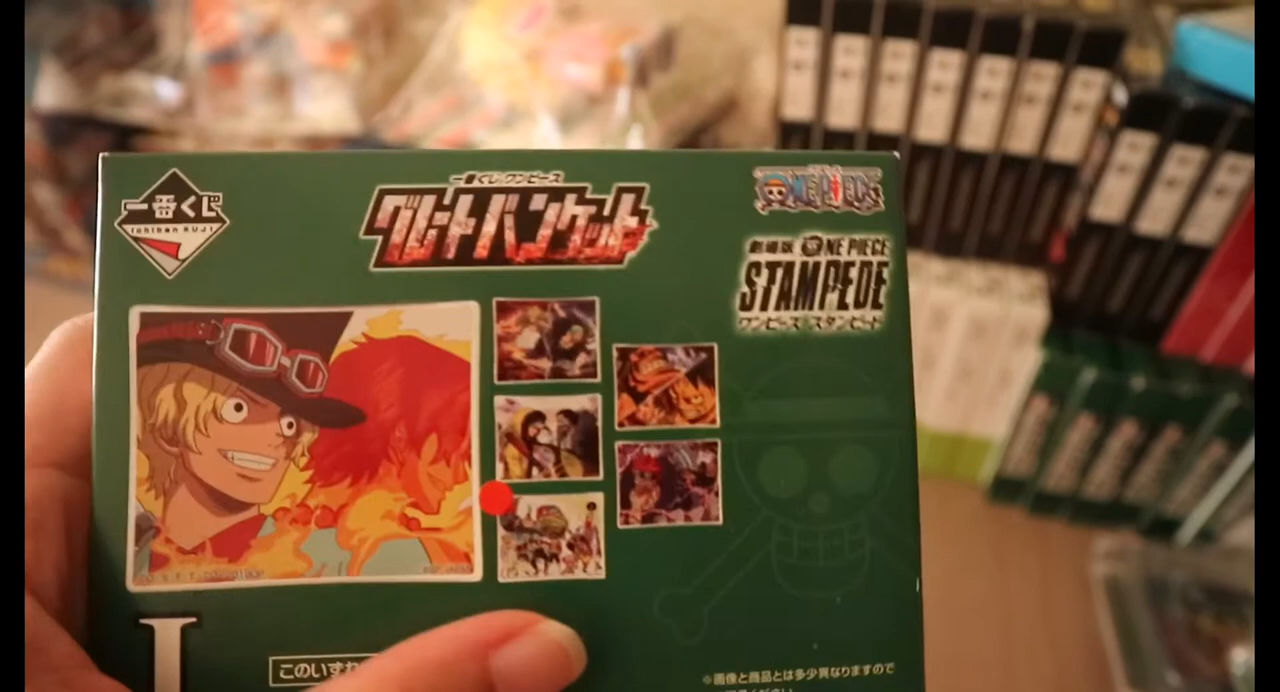 一番くじ
Ichiban KUJI
一番くじ ワンピース
グレートバンケット
ONE PIECE
劇場版 ONE PIECE
STAMPEDE
ワンピース スタンピード
I
このいずれ
※画像と商品とは多少異なりますので